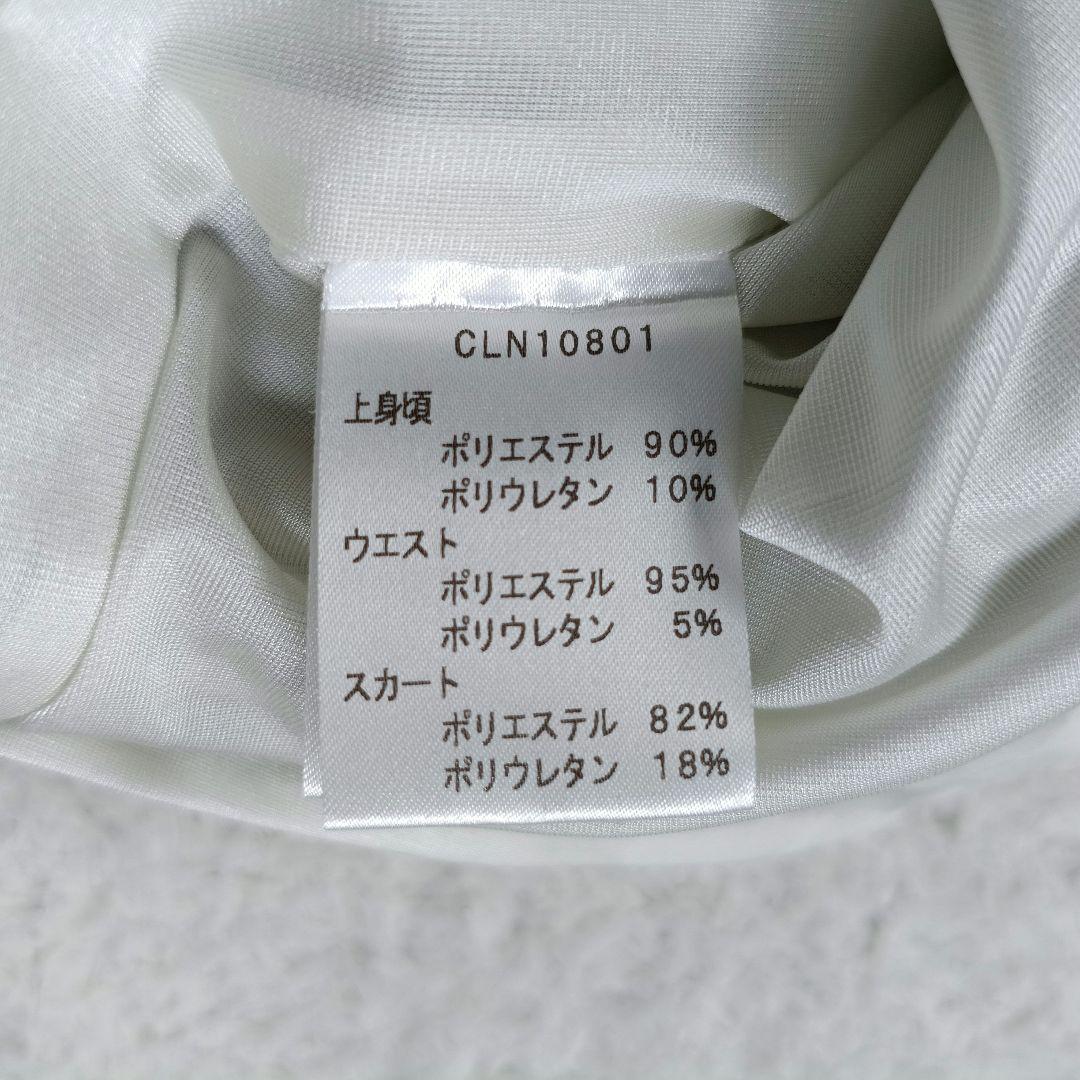 CLN10801
上身頃
ポリエステル 90%
ポリウレタン 10%
ウエスト
ポリエステル 95%
ポリウレタン 5%
スカート
ポリエステル 82%
ポリウレタン 18%